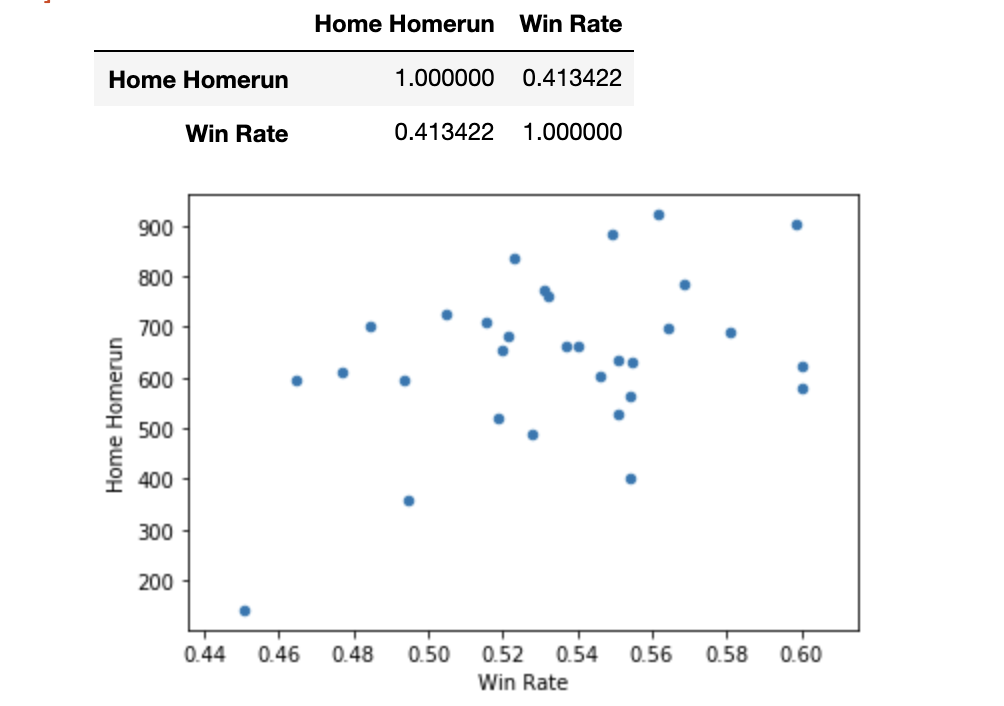 Home Homerun Win Rate
Home Homerun 1.000000 0.413422
Win Rate 0.413422 1.000000
900
800
700
600
500
400
300
200
Home Homerun
0.44 0.46 0.48 0.50 0.52 0.54 0.56 0.58 0.60
Win Rate